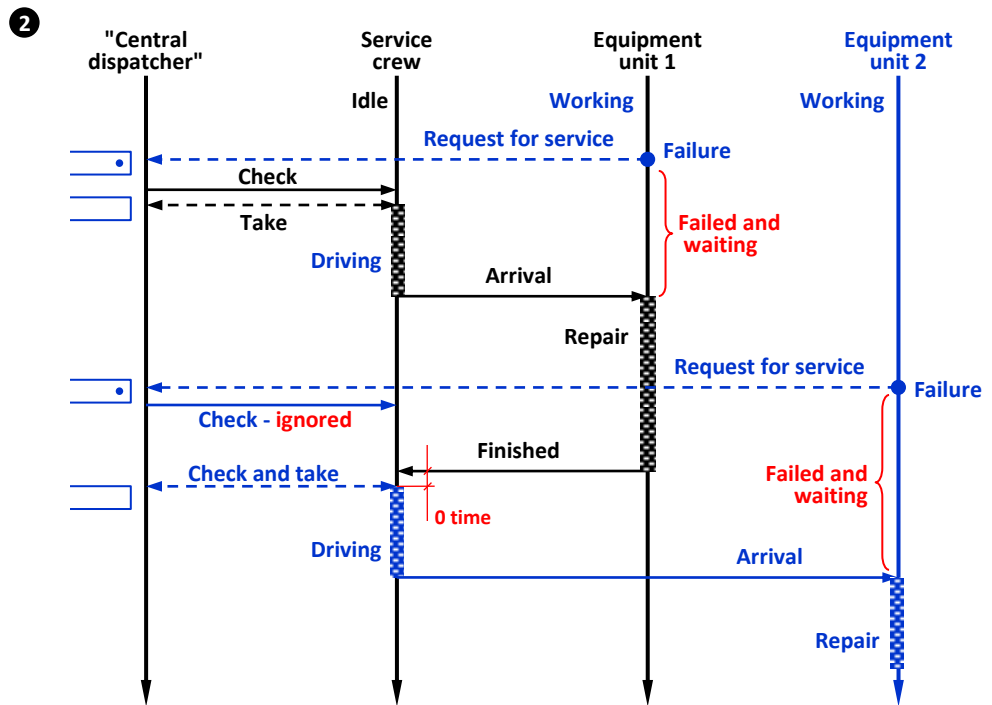 2
"Central
dispatcher"
Service
crew
Equipment
unit 1
Equipment
unit 2
Idle
Working
Working
Request for service
Failure
Check
Take
Failed and
waiting
Driving
Arrival
Repair
Request for service
Failure
Check - ignored
Finished
Check and take
Failed and
waiting
0 time
Driving
Arrival
Repair